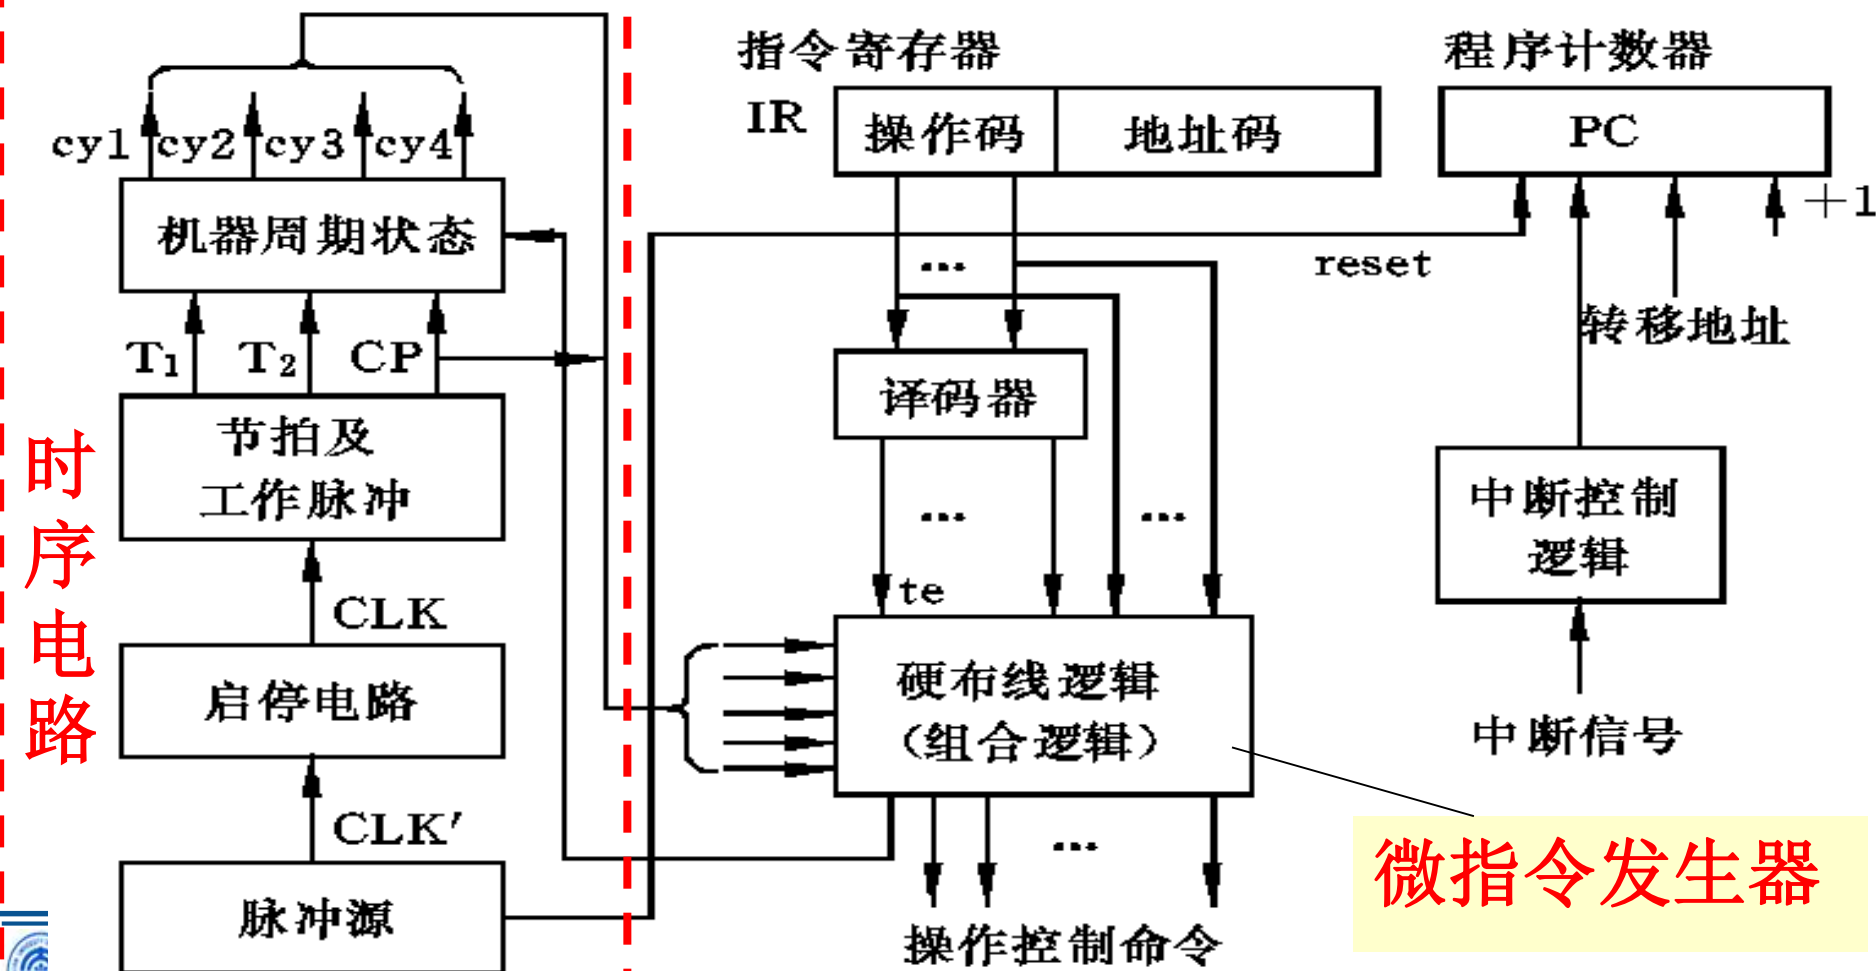 指令寄存器
程序计数器
IR
操作码
地址码
PC
+1
cy1
cy2
cy3
cy4
机器周期状态
...
reset
转移地址
T₁
T₂
CP
译码器
节拍及
工作脉冲
时序电路
...
...
中断控制
逻辑
te
CLK
硬布线逻辑
（组合逻辑）
启停电路
中断信号
CLK′
...
微指令发生器
脉冲源
操作控制命令